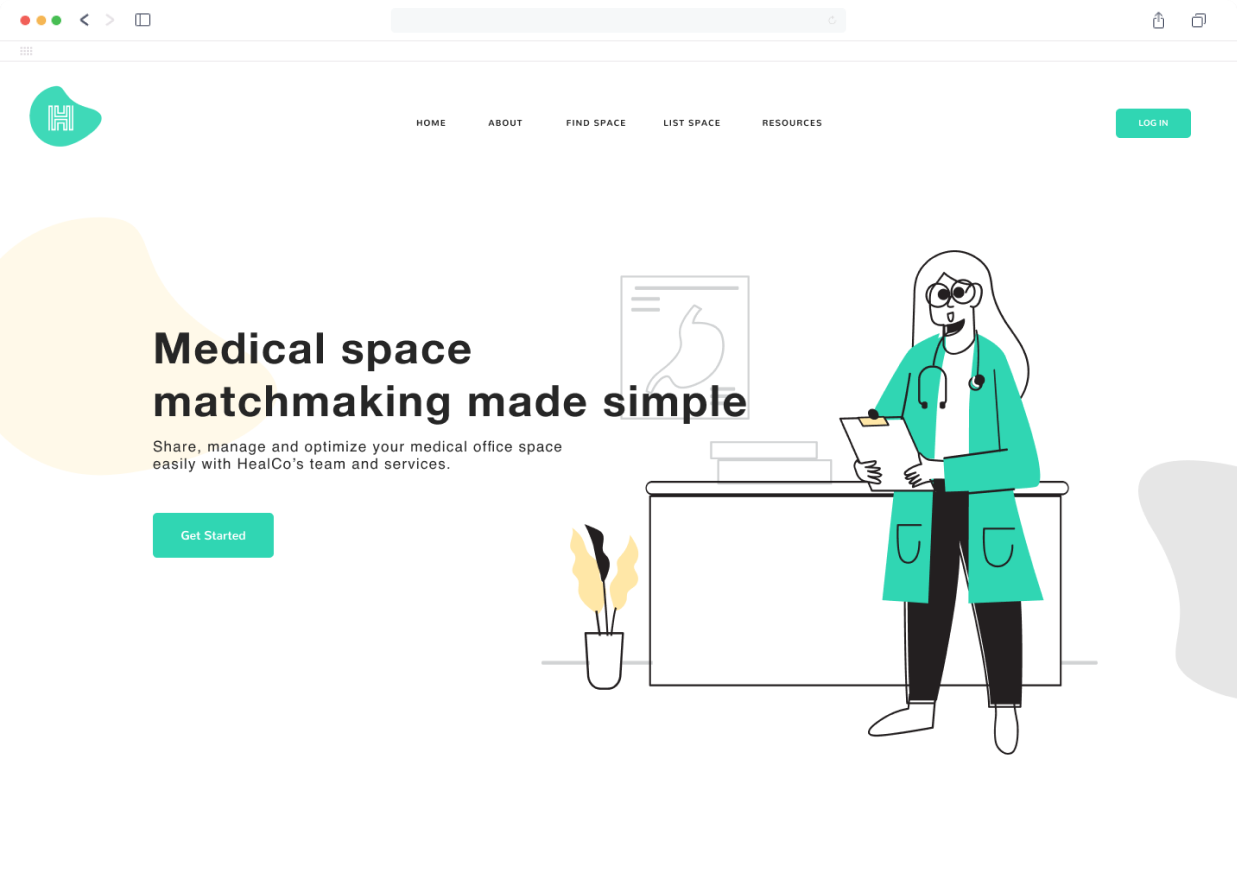 H
HOME ABOUT FIND SPACE LIST SPACE RESOURCES LOG IN
Medical space
matchmaking made simple
Share, manage and optimize your medical office space
easily with HealCo’s team and services.
Get Started